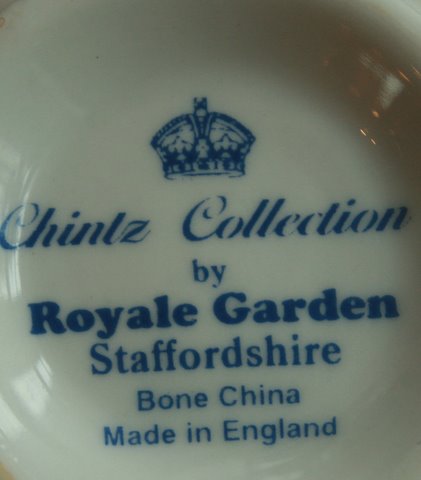 Chintz Collection
by
Royale Garden
Staffordshire
Bone China
Made in England